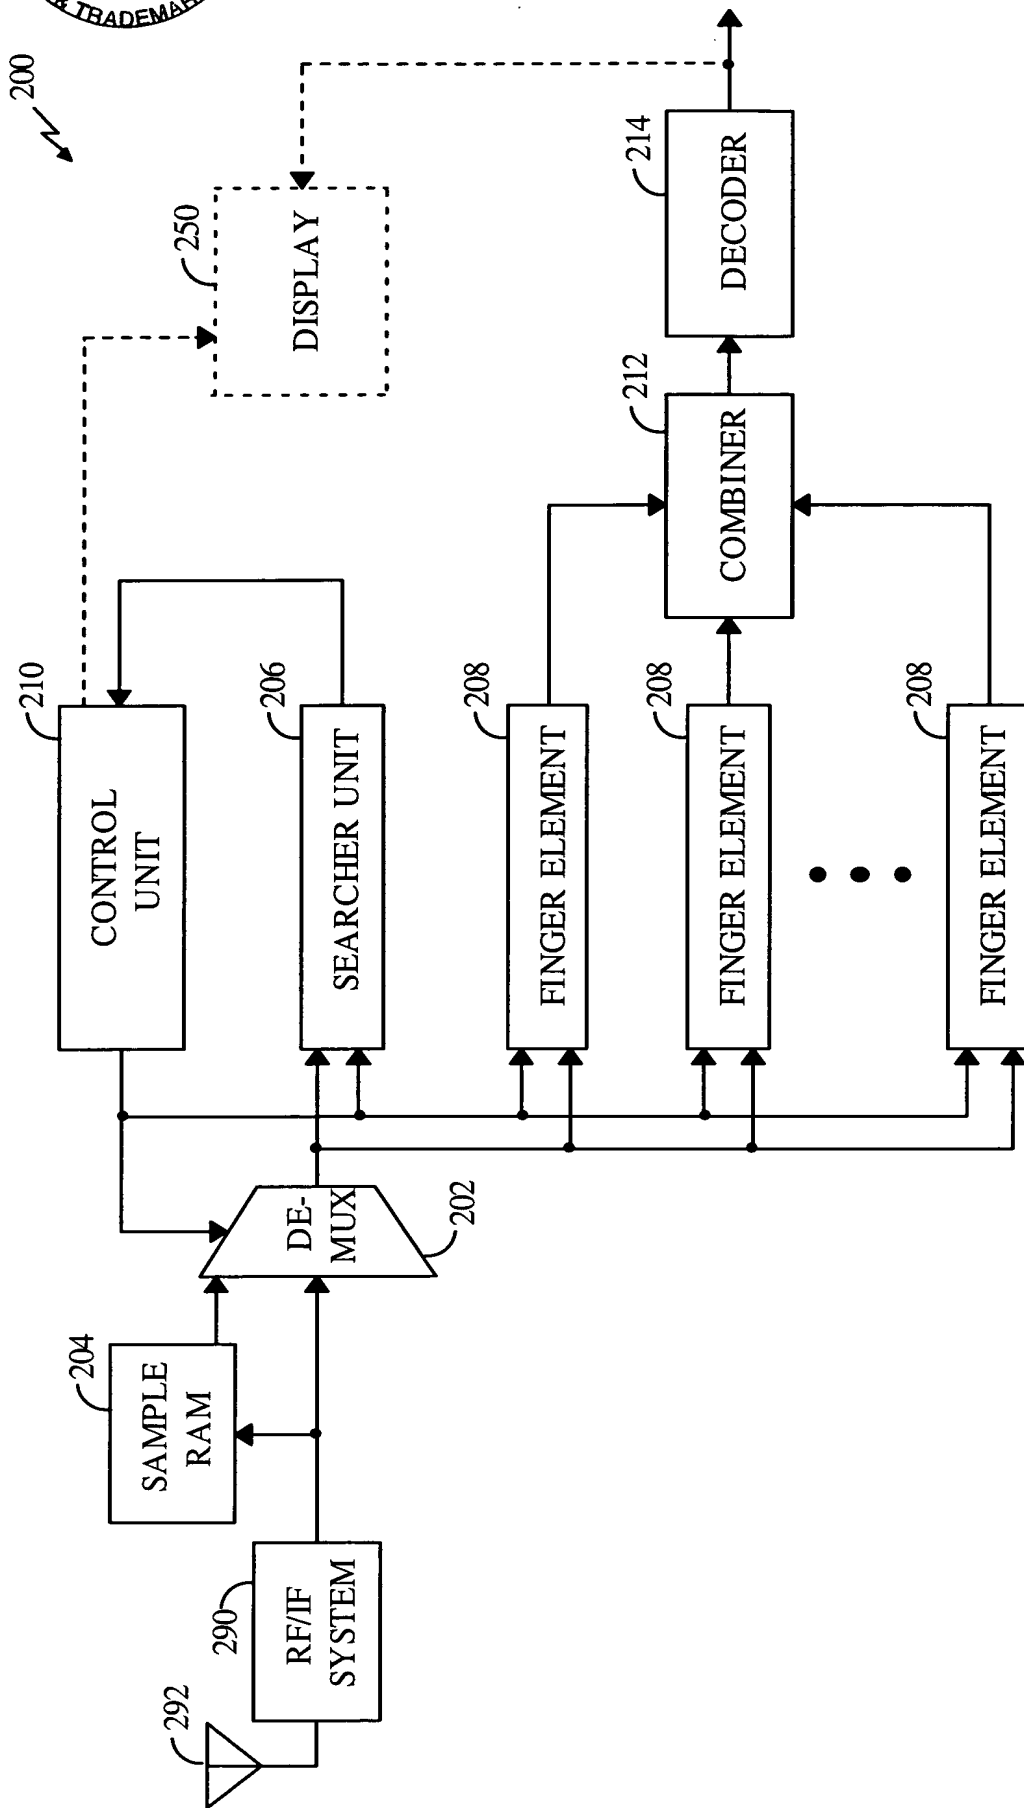 & TRADEMAR
200
292
290
RF/IF
SYSTEM
204
SAMPLE
RAM
DE-
MUX
202
210
CONTROL
UNIT
206
SEARCHER UNIT
208
FINGER ELEMENT
208
FINGER ELEMENT
208
FINGER ELEMENT
250
DISPLAY
212
COMBINER
214
DECODER